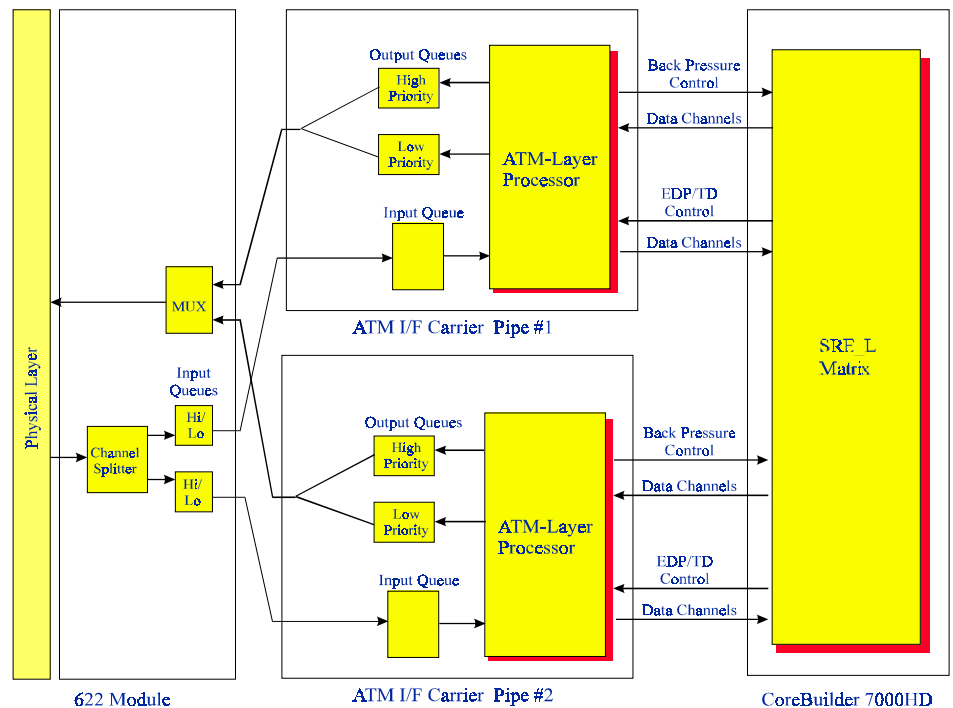 Physical Layer
622 Module
MUX
Input
Queues
Hi/
Lo
Channel
Splitter
Hi/
Lo
Output Queues
High
Priority
Low
Priority
Input Queue
ATM-Layer
Processor
ATM I/F Carrier Pipe #1
Back Pressure
Control
Data Channels
EDP/TD
Control
Data Channels
Output Queues
High
Priority
Low
Priority
Input Queue
ATM-Layer
Processor
ATM I/F Carrier Pipe #2
Back Pressure
Control
Data Channels
EDP/TD
Control
Data Channels
SRE_L
Matrix
CoreBuilder 7000HD